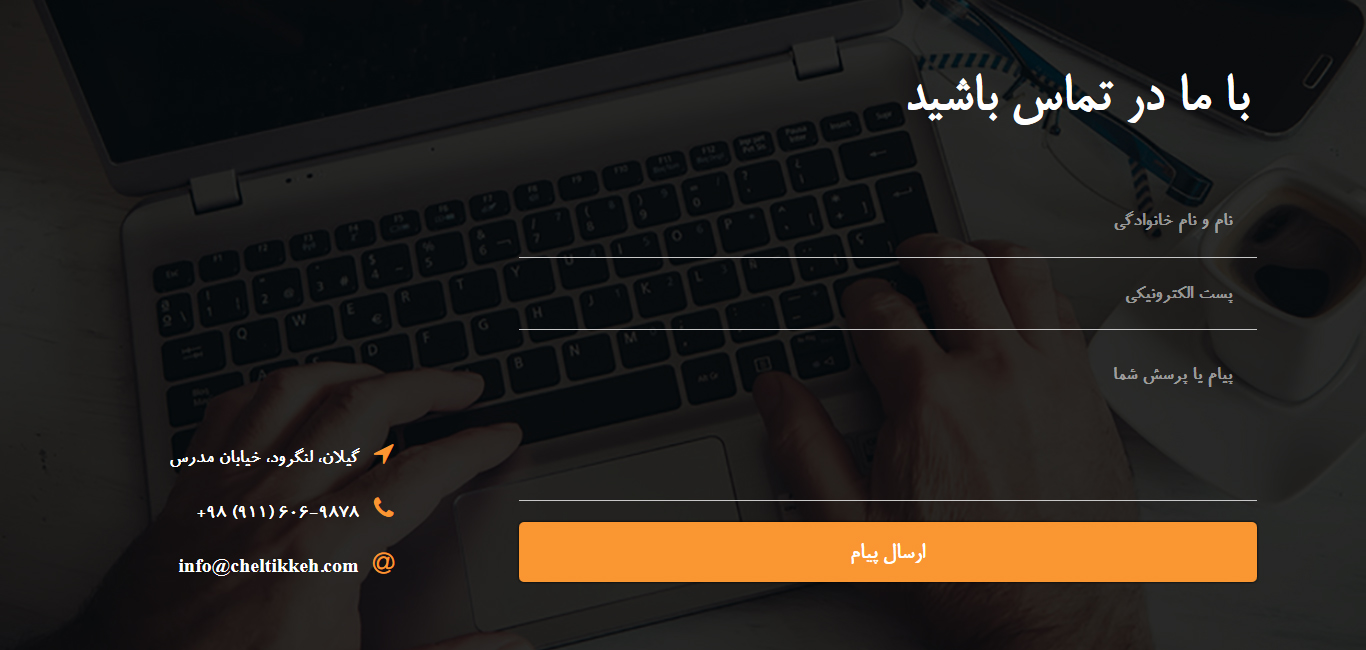 با ما در تماس باشید
نام و نام خانوادگی
پست الکترونیکی
پیام یا پرسش شما
ارسال پیام
گیلان، لنگرود، خیابان مدرس
+۹۸ (۹۱۱) ۶۰۶-۹۸۷۸
info@cheltikkeh.com